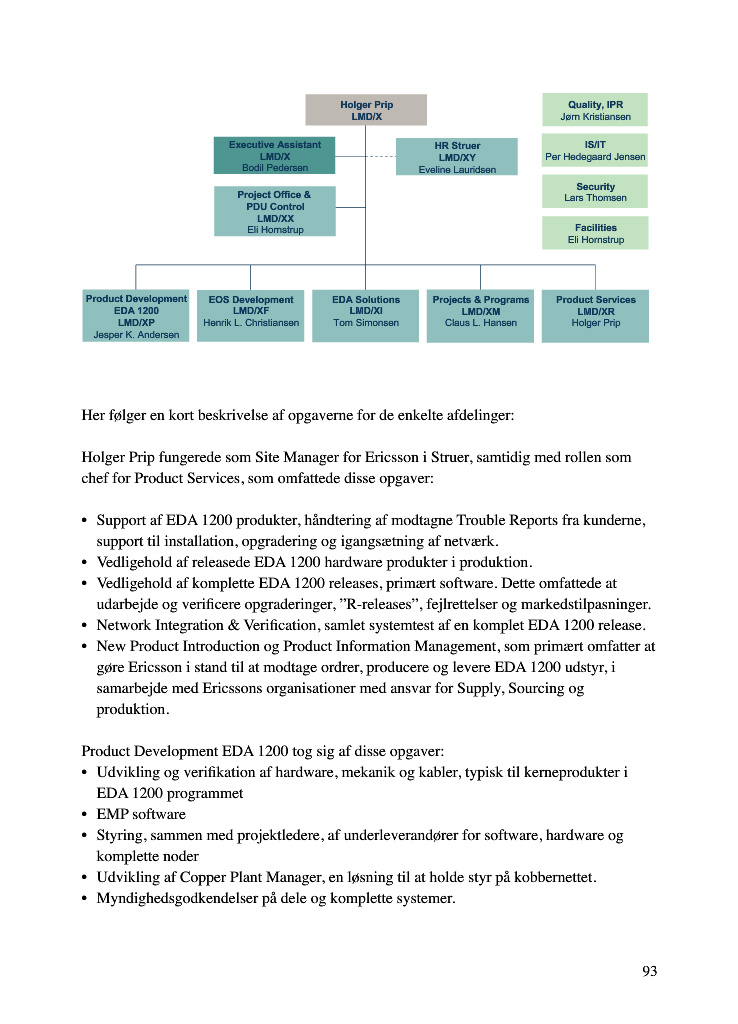 Holger Prip
LMD/X
Executive Assistant
LMD/X
Bodil Pedersen
HR Struer
LMD/XY
Eveline Lauridsen
Project Office &
PDU Control
LMD/XX
Eli Hornstrup
Quality, IPR
Jørn Kristiansen
IS/IT
Per Hedegaard Jensen
Security
Lars Thomsen
Facilities
Eli Hornstrup
Product Development
EDA 1200
LMD/XP
Jesper K. Andersen
EOS Development
LMD/XF
Henrik L. Christiansen
EDA Solutions
LMD/XI
Tom Simonsen
Projects & Programs
LMD/XM
Claus L. Hansen
Product Services
LMD/XR
Holger Prip
Her følger en kort beskrivelse af opgaverne for de enkelte afdelinger:
Holger Prip fungerede som Site Manager for Ericsson i Struer, samtidig med rollen som
chef for Product Services, som omfattede disse opgaver:
• Support af EDA 1200 produkter, håndtering af modtagne Trouble Reports fra kunderne,
support til installation, opgradering og igangsætning af netværk.
• Vedligehold af releasede EDA 1200 hardware produkter i produktion.
• Vedligehold af komplette EDA 1200 releases, primært software. Dette omfattede at
udarbejde og verificere opgraderinger, ”R-releases”, fejlrettelser og markedstilpasninger.
• Network Integration & Verification, samlet systemtest af en komplet EDA 1200 release.
• New Product Introduction og Product Information Management, som primært omfatter at
gøre Ericsson i stand til at modtage ordrer, producere og levere EDA 1200 udstyr, i
samarbejde med Ericssons organisationer med ansvar for Supply, Sourcing og
produktion.
Product Development EDA 1200 tog sig af disse opgaver:
• Udvikling og verifikation af hardware, mekanik og kabler, typisk til kerneprodukter i
EDA 1200 programmet
• EMP software
• Styring, sammen med projektledere, af underleverandører for software, hardware og
komplette noder
• Udvikling af Copper Plant Manager, en løsning til at holde styr på kobbernettet.
• Myndighedsgodkendelser på dele og komplette systemer.
93